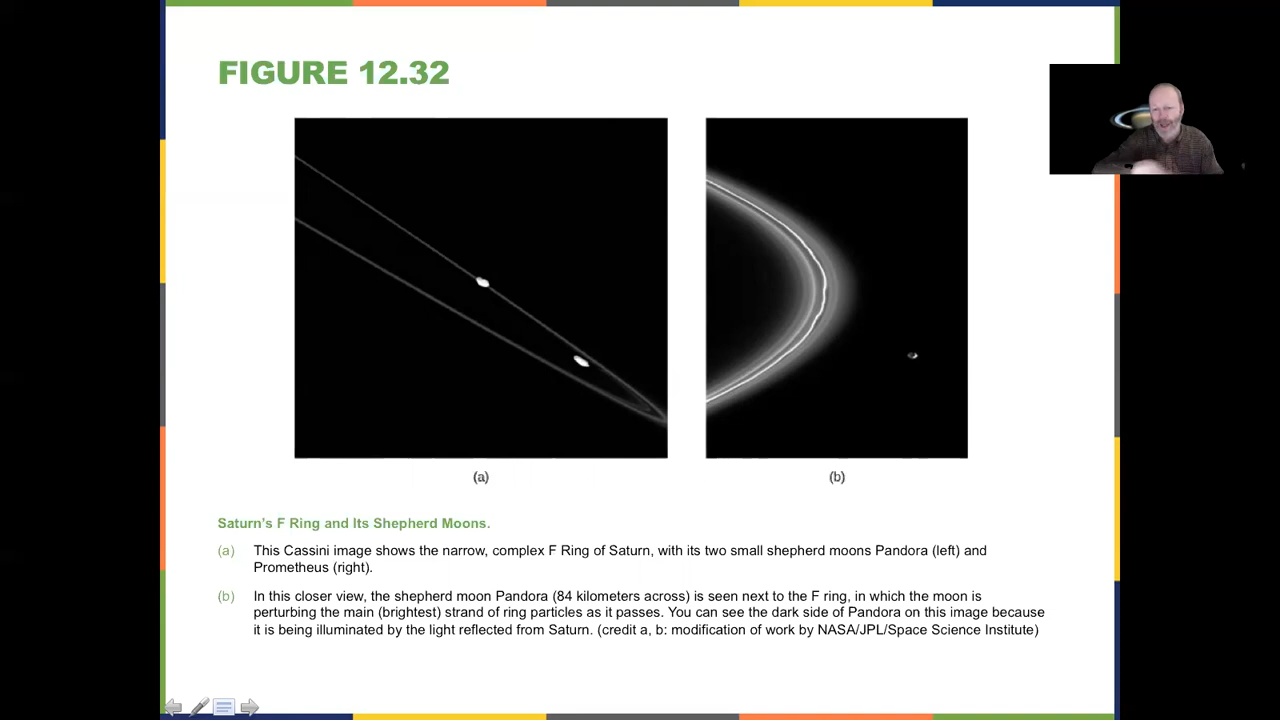 FIGURE 12.32
(a)
(b)
Saturn's F Ring and Its Shepherd Moons.
(a) This Cassini image shows the narrow, complex F Ring of Saturn, with its two small shepherd moons Pandora (left) and
Prometheus (right).
(b) In this closer view, the shepherd moon Pandora (84 kilometers across) is seen next to the F ring, in which the moon is
perturbing the main (brightest) strand of ring particles as it passes. You can see the dark side of Pandora on this image because
it is being illuminated by the light reflected from Saturn. (credit a, b: modification of work by NASA/JPL/Space Science Institute)